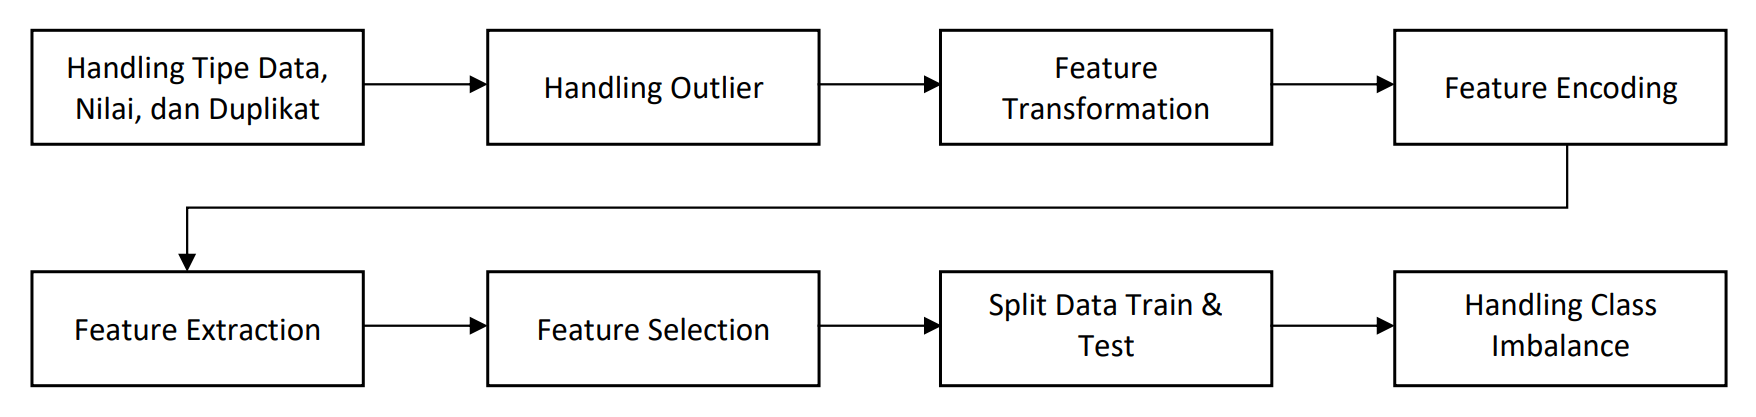 Handling Tipe Data,
Nilai, dan Duplikat
Handling Outlier
Feature
Transformation
Feature Encoding
Feature Extraction
Feature Selection
Split Data Train &
Test
Handling Class
Imbalance